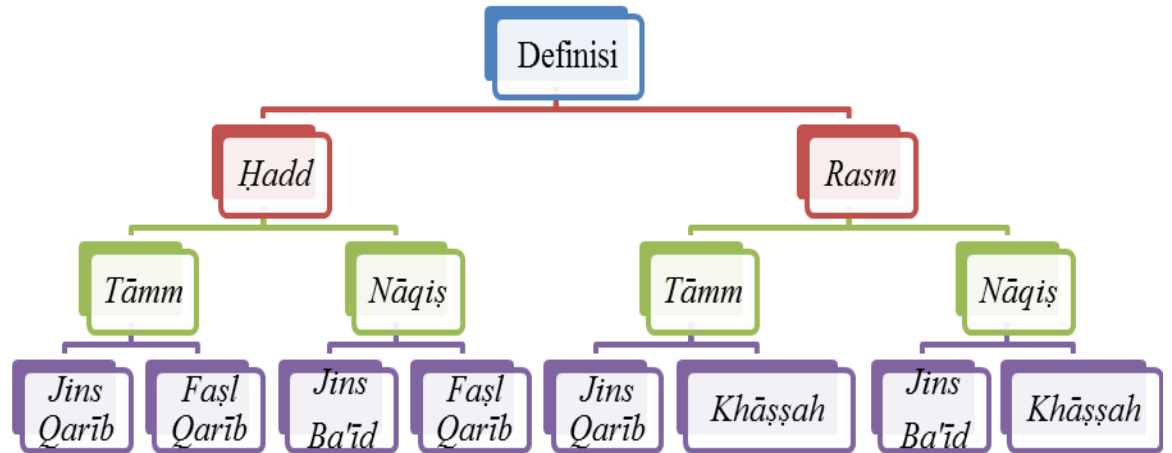 Definisi
Ḥadd
Rasm
Tāmm
Nāqiṣ
Tāmm
Nāqiṣ
Jins
Qarīb
Faṣl
Qarīb
Jins
Ba'īd
Faṣl
Qarīb
Jins
Qarīb
Khāṣṣah
Jins
Ba'īd
Khāṣṣah